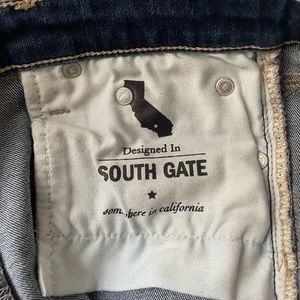 Designed In
SOUTH GATE
somewhere in california